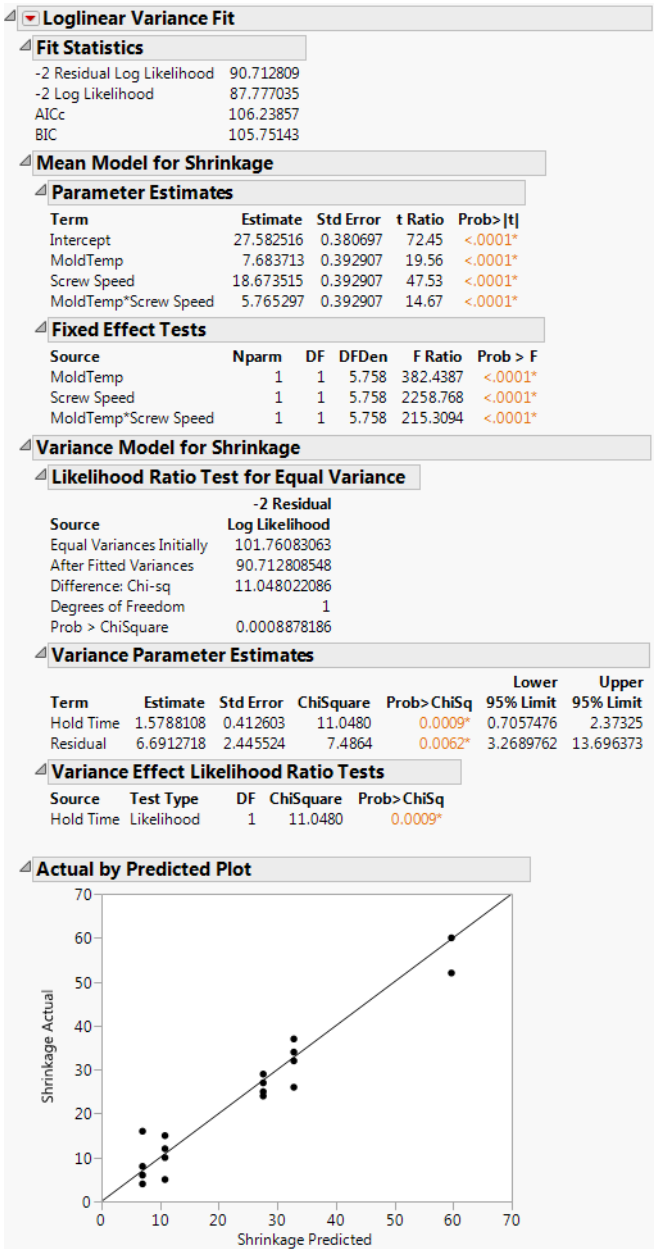 Loglinear Variance Fit
Fit Statistics
-2 Residual Log Likelihood 90.712809
-2 Log Likelihood 87.777035
AICc 106.23857
BIC 105.75143
Mean Model for Shrinkage
Parameter Estimates
Term Estimate Std Error t Ratio Prob>|t|
Intercept 27.582516 0.380697 72.45 <.0001*
MoldTemp 7.683713 0.392907 19.56 <.0001*
Screw Speed 18.673515 0.392907 47.53 <.0001*
MoldTemp*Screw Speed 5.765297 0.392907 14.67 <.0001*
Fixed Effect Tests
Source Nparm DF DFDen F Ratio Prob > F
MoldTemp 1 1 5.758 382.4387 <.0001*
Screw Speed 1 1 5.758 2258.768 <.0001*
MoldTemp*Screw Speed 1 1 5.758 215.3094 <.0001*
Variance Model for Shrinkage
Likelihood Ratio Test for Equal Variance
-2 Residual
Source Log Likelihood
Equal Variances Initially 101.76083063
After Fitted Variances 90.712808548
Difference: Chi-sq 11.048022086
Degrees of Freedom 1
Prob > ChiSquare 0.0008878186
Variance Parameter Estimates
Lower Upper
Term Estimate Std Error ChiSquare Prob>ChiSq 95% Limit 95% Limit
Hold Time 1.5788108 0.412603 11.0480 0.0009* 0.7057476 2.37325
Residual 6.6912718 2.445524 7.4864 0.0062* 3.2689762 13.696373
Variance Effect Likelihood Ratio Tests
Source Test Type DF ChiSquare Prob>ChiSq
Hold Time Likelihood 1 11.0480 0.0009*
Actual by Predicted Plot
70
60
50
40
30
20
10
0
Shrinkage Actual
0 10 20 30 40 50 60 70
Shrinkage Predicted